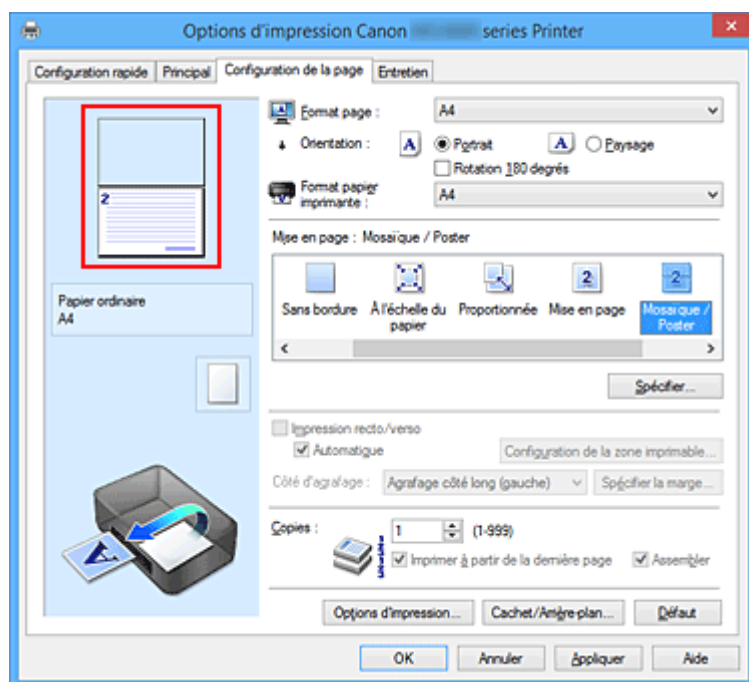 Options d'impression Canon series Printer
Configuration rapide Principal Configuration de la page Entretien
Format page : A4
Orientation : A Portrait A Paysage
Rotation 180 degrés
Format papier imprimante : A4
2
Mise en page : Mosaïque / Poster
2 2
Sans bordure À l'échelle du papier Proportionnée Mise en page Mosaïque / Poster
Papier ordinaire
A4
Spécifier...
Impression recto/verso
Automatique Configuration de la zone imprimable...
Côté d'agrafage : Agrafage côté long (gauche) Spécifier la marge...
Copies : 1 (1-999)
Imprimer à partir de la dernière page Assembler
A
Options d'impression... Cachet/Arrière-plan... Défaut
OK Annuler Appliquer Aide